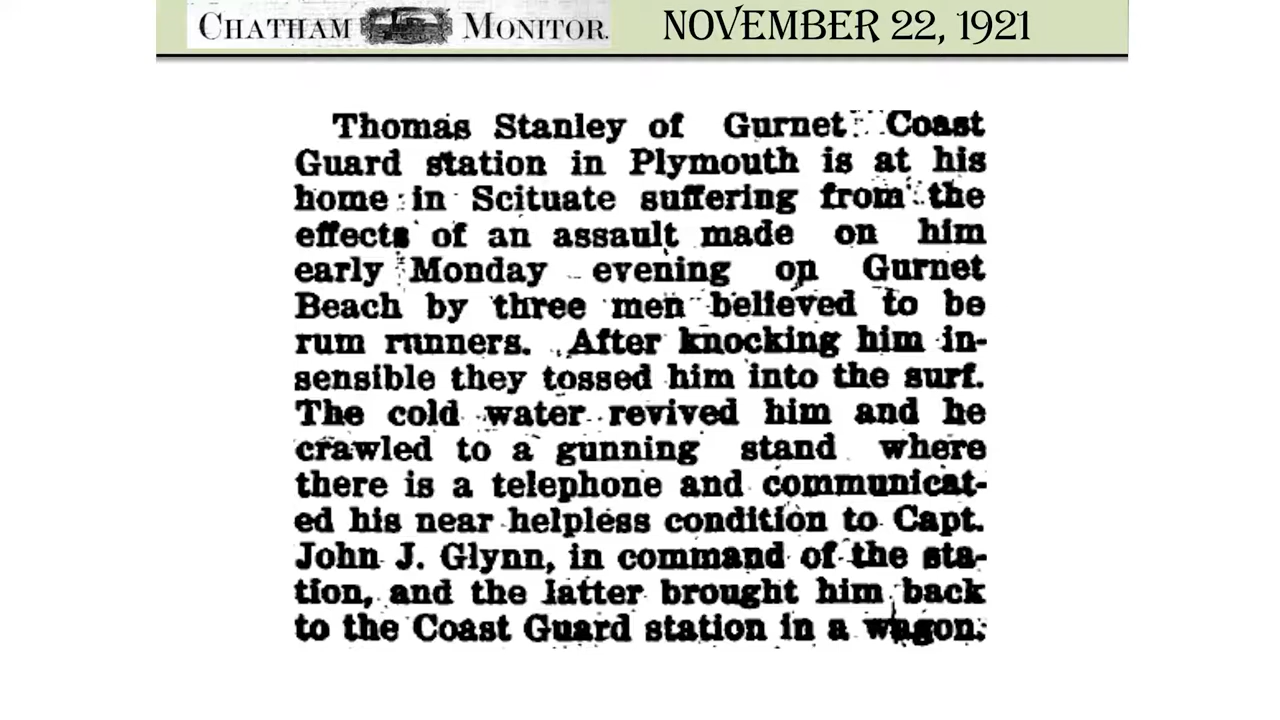 CHATHAM MONITOR.
NOVEMBER 22, 1921
Thomas Stanley of Gurnet Coast
Guard station in Plymouth is at his
home in Scituate suffering from the
effects of an assault made on him
early Monday evening on Gurnet
Beach by three men believed to be
rum runners. After knocking him in-
sensible they tossed him into the surf.
The cold water revived him and he
crawled to a gunning stand where
there is a telephone and communicat-
ed his near helpless condition to Capt.
John J. Glynn, in command of the sta-
tion, and the latter brought him back
to the Coast Guard station in a wagon.